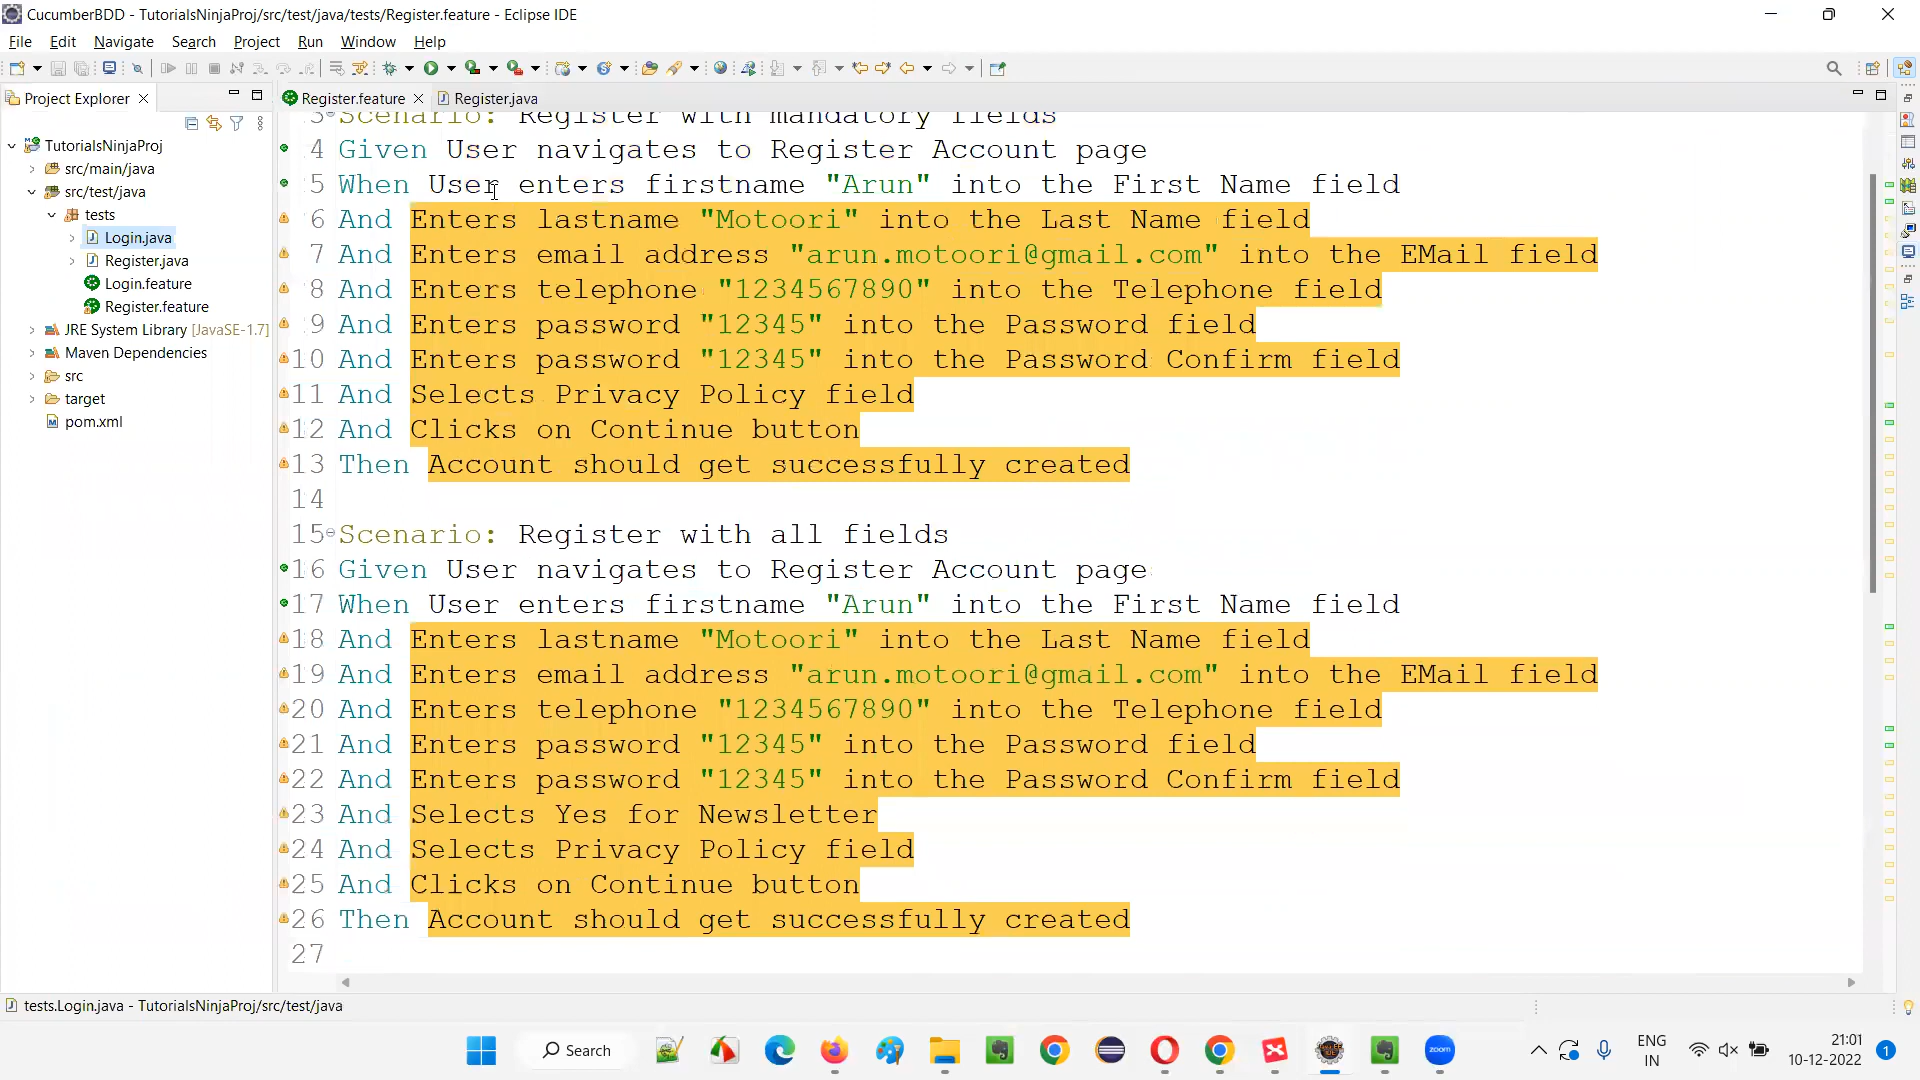 CucumberBDD - TutorialsNinjaProj/src/test/java/tests/Register.feature - Eclipse IDE
File Edit Navigate Search Project Run Window Help
Project Explorer
Register.feature
Register.java
TutorialsNinjaProj
src/main/java
src/test/java
tests
Login.java
Register.java
Login.feature
Register.feature
JRE System Library [JavaSE-1.7]
Maven Dependencies
src
target
pom.xml
3 Scenario: Register with mandatory fields
4 Given User navigates to Register Account page
5 When User enters firstname "Arun" into the First Name field
6 And Enters lastname "Motoori" into the Last Name field
7 And Enters email address "arun.motoori@gmail.com" into the EMail field
8 And Enters telephone "1234567890" into the Telephone field
9 And Enters password "12345" into the Password field
10 And Enters password "12345" into the Password Confirm field
11 And Selects Privacy Policy field
12 And Clicks on Continue button
13 Then Account should get successfully created
14
15 Scenario: Register with all fields
16 Given User navigates to Register Account page
17 When User enters firstname "Arun" into the First Name field
18 And Enters lastname "Motoori" into the Last Name field
19 And Enters email address "arun.motoori@gmail.com" into the EMail field
20 And Enters telephone "1234567890" into the Telephone field
21 And Enters password "12345" into the Password field
22 And Enters password "12345" into the Password Confirm field
23 And Selects Yes for Newsletter
24 And Selects Privacy Policy field
25 And Clicks on Continue button
26 Then Account should get successfully created
27
tests.Login.java - TutorialsNinjaProj/src/test/java
Search
zoom
ENG
IN
21:01
10-12-2022
1